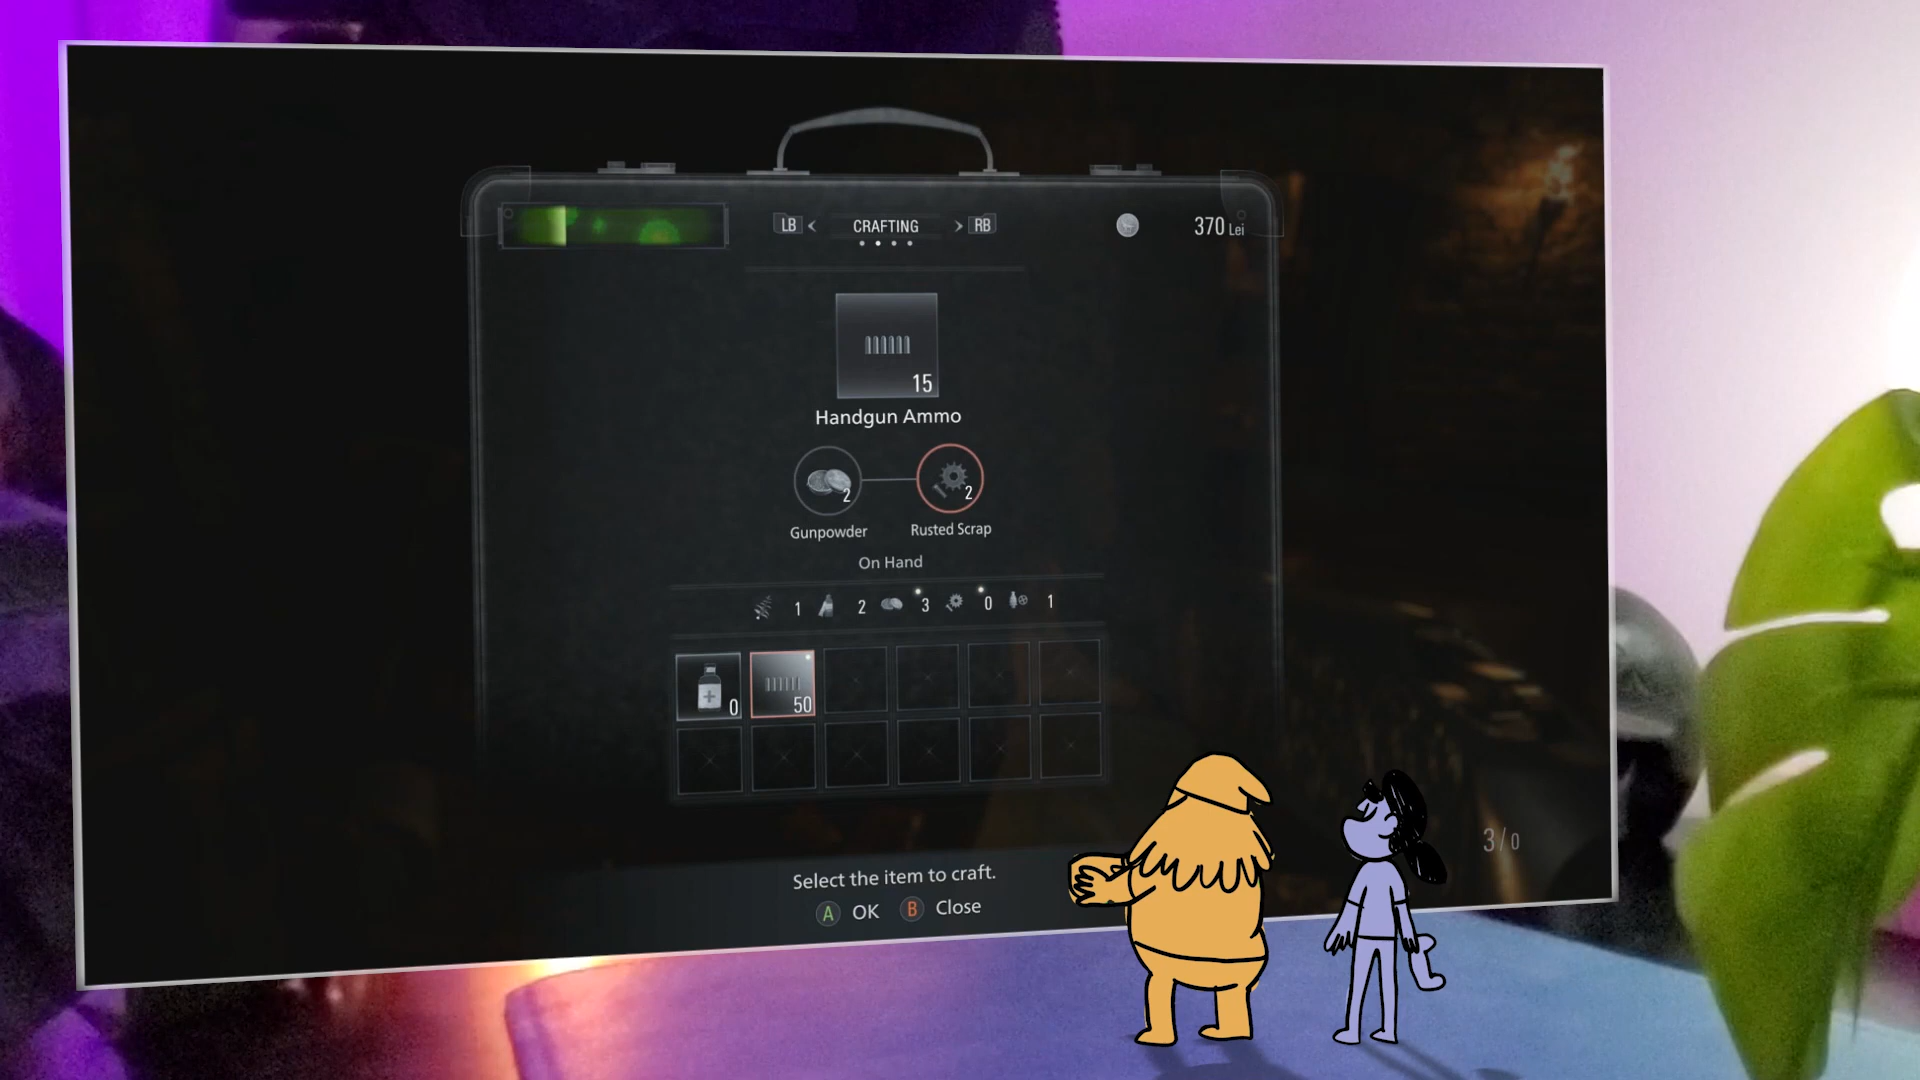 LB < CRAFTING > RB
370 Lei
15
Handgun Ammo
2 2
Gunpowder Rusted Scrap
On Hand
1 2 3 0 1
0 50
3/0
Select the item to craft.
A OK B Close